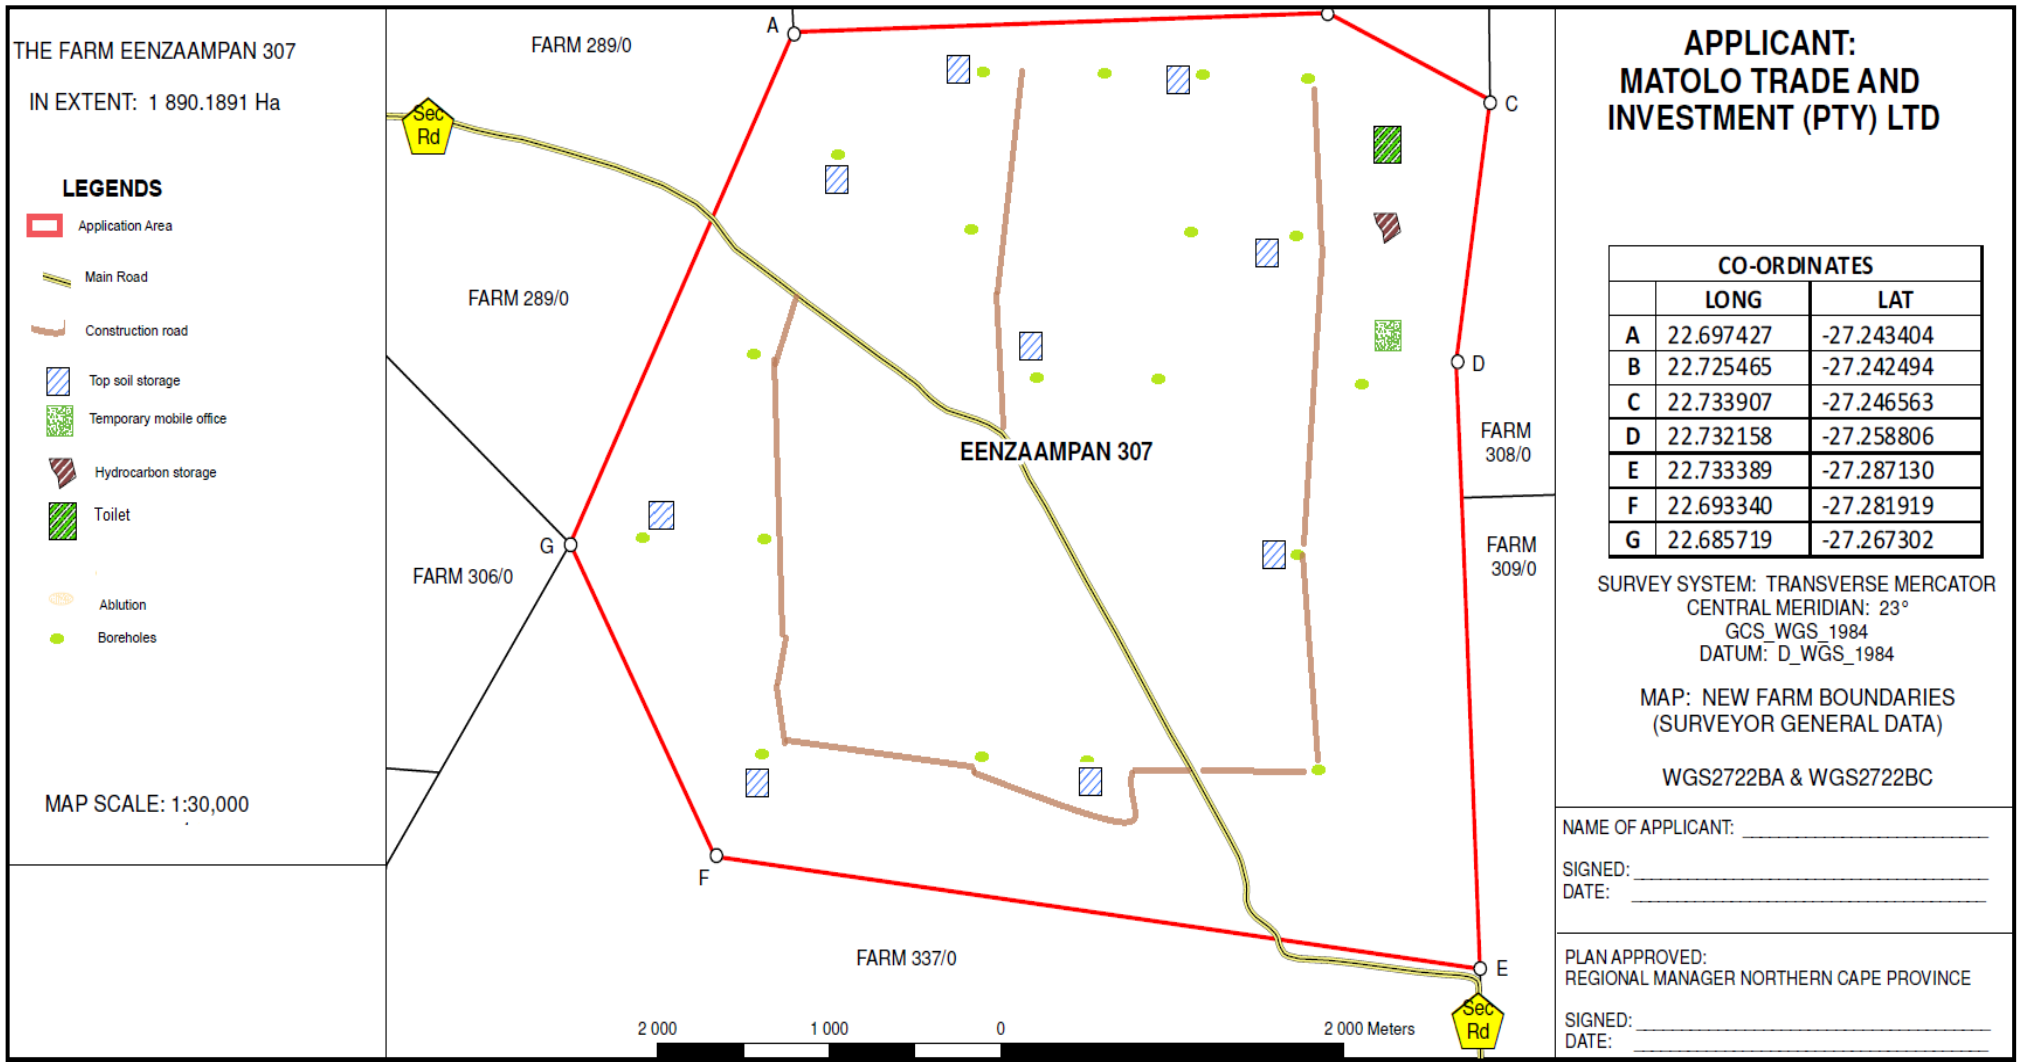 THE FARM EENZAAMPAN 307
IN EXTENT: 1 890.1891 Ha
LEGENDS
Application Area
Main Road
Construction road
Top soil storage
Temporary mobile office
Hydrocarbon storage
Toilet
Ablution
Boreholes
MAP SCALE: 1:30,000
A
FARM 289/0
Sec
Rd
C
FARM 289/0
D
FARM
308/0
EENZAAMPAN 307
G
FARM
309/0
FARM 306/0
F
FARM 337/0
E
Sec
Rd
2 000
1 000
0
2 000 Meters
APPLICANT:
MATOLO TRADE AND
INVESTMENT (PTY) LTD
CO-ORDINATES
LONG LAT
A 22.697427 -27.243404
B 22.725465 -27.242494
C 22.733907 -27.246563
D 22.732158 -27.258806
E 22.733389 -27.287130
F 22.693340 -27.281919
G 22.685719 -27.267302
SURVEY SYSTEM: TRANSVERSE MERCATOR
CENTRAL MERIDIAN: 23°
GCS_WGS_1984
DATUM: D_WGS_1984
MAP: NEW FARM BOUNDARIES
(SURVEYOR GENERAL DATA)
WGS2722BA & WGS2722BC
NAME OF APPLICANT:
SIGNED:
DATE:
PLAN APPROVED:
REGIONAL MANAGER NORTHERN CAPE PROVINCE
SIGNED:
DATE: